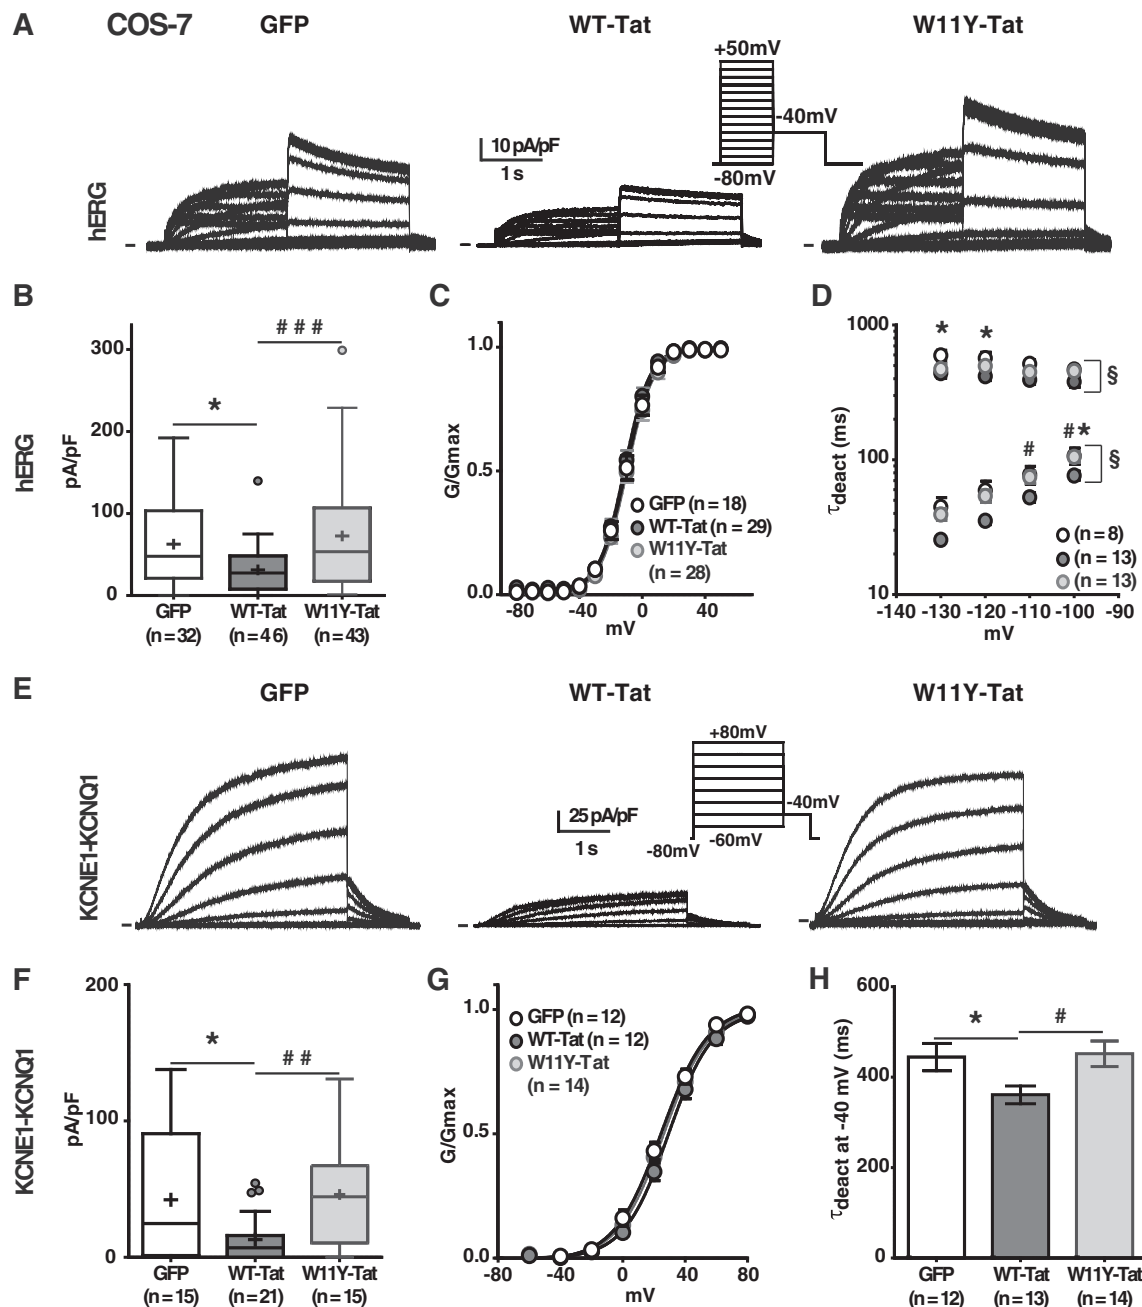 A COS-7 GFP WT-Tat W11Y-Tat
+50mV
-40mV
10 pA/pF
1 s
-80mV
hERG
B
# # #
*
300
200
100
0
pA/pF
hERG
GFP WT-Tat W11Y-Tat
(n = 32) (n = 46) (n = 43)
C
1.0
0.5
0.0
G/Gmax
GFP (n = 18)
WT-Tat (n = 29)
W11Y-Tat
(n = 28)
-80 -40 0 40
mV
D
1000
100
10
τdeact (ms)
* *
§
# # *
§
(n = 8)
(n = 13)
(n = 13)
-140 -130 -120 -110 -100 -90
mV
E GFP WT-Tat W11Y-Tat
+80mV
25 pA/pF
1 s
-40mV
-80mV -60mV
KCNE1-KCNQ1
F
200
100
0
pA/pF
KCNE1-KCNQ1
*
# #
GFP WT-Tat W11Y-Tat
(n = 15) (n = 21) (n = 15)
G
1.0
0.5
0.0
G/Gmax
GFP (n = 12)
WT-Tat (n = 12)
W11Y-Tat
(n = 14)
-80 -40 0 40 80
mV
H
600
400
200
0
τdeact at -40 mV (ms)
* #
GFP WT-Tat W11Y-Tat
(n = 12) (n = 13) (n = 14)